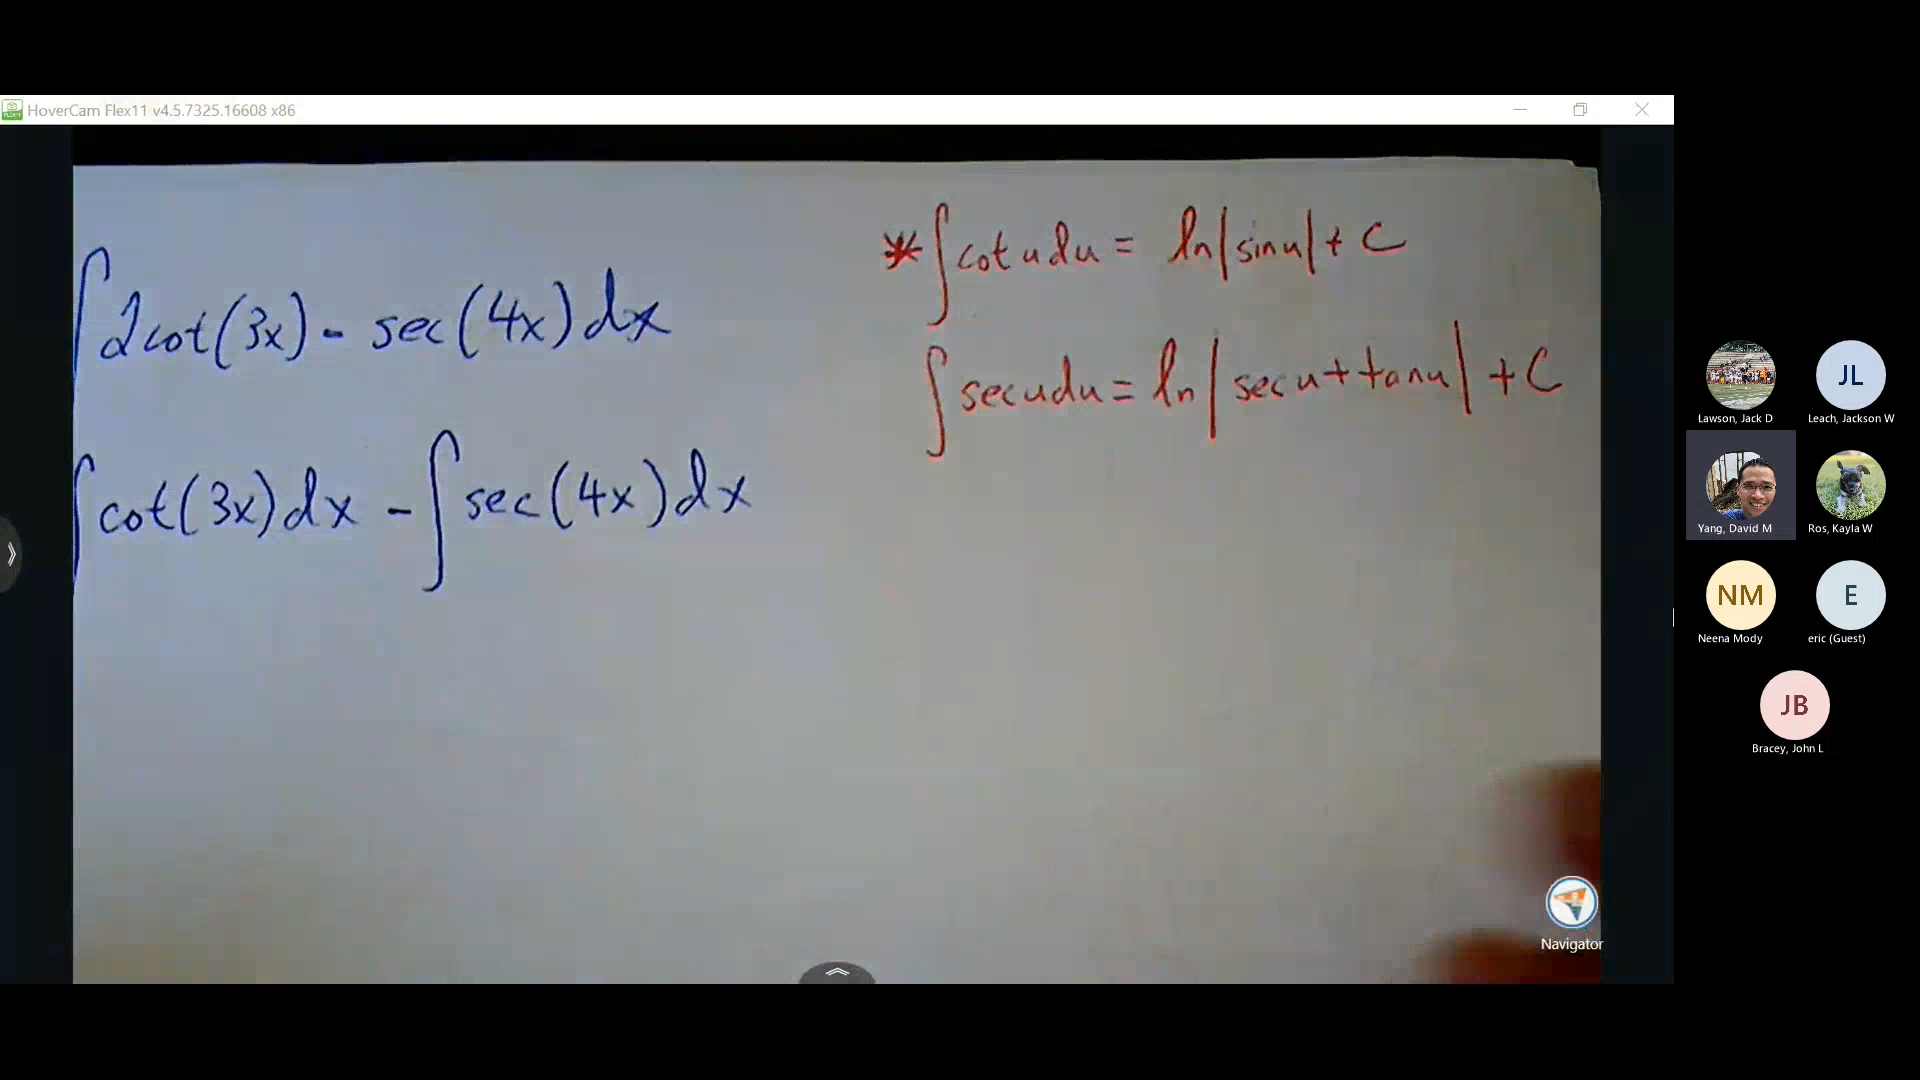 HoverCam Flex11 v4.5.7325.16608 x86
∫2cot(3x) - sec(4x)dx
∫cot(3x)dx - ∫sec(4x)dx
*∫cot u du = ln|sin u| + C
∫sec u du = ln|sec u + tan u| + C
JL
Lawson, Jack D
Leach, Jackson W
Yang, David M
Ros, Kayla W
NM
E
Neena Mody
eric (Guest)
JB
Bracey, John L
Navigator